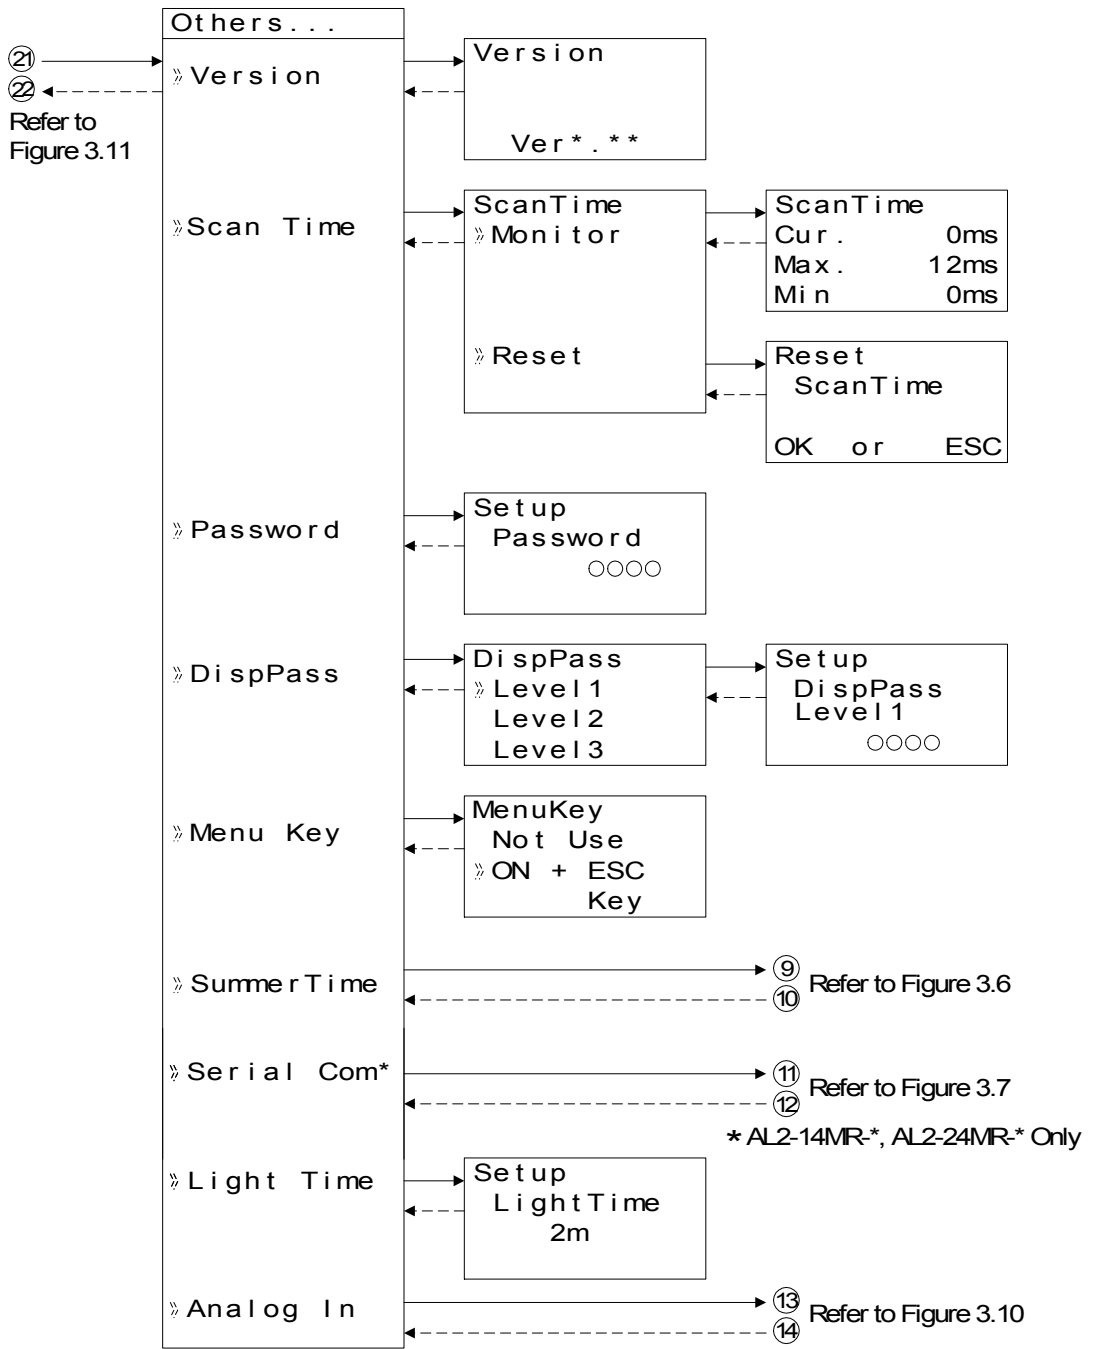 Others...
㉑
㉒
Refer to
Figure 3.11
» Version
Version
Ver*.**
» Scan Time
ScanTime
» Monitor
» Reset
ScanTime
Cur. 0ms
Max. 12ms
Min 0ms
Reset
ScanTime
OK or ESC
» Password
Setup
Password
○○○○
» DispPass
DispPass
» Level1
Level2
Level3
Setup
DispPass
Level1
○○○○
» Menu Key
MenuKey
Not Use
» ON + ESC
Key
» SummerTime
⑨
⑩
Refer to Figure 3.6
» Serial Com*
⑪
⑫
Refer to Figure 3.7
* AL2-14MR-*, AL2-24MR-* Only
» Light Time
Setup
LightTime
2m
» Analog In
⑬
⑭
Refer to Figure 3.10